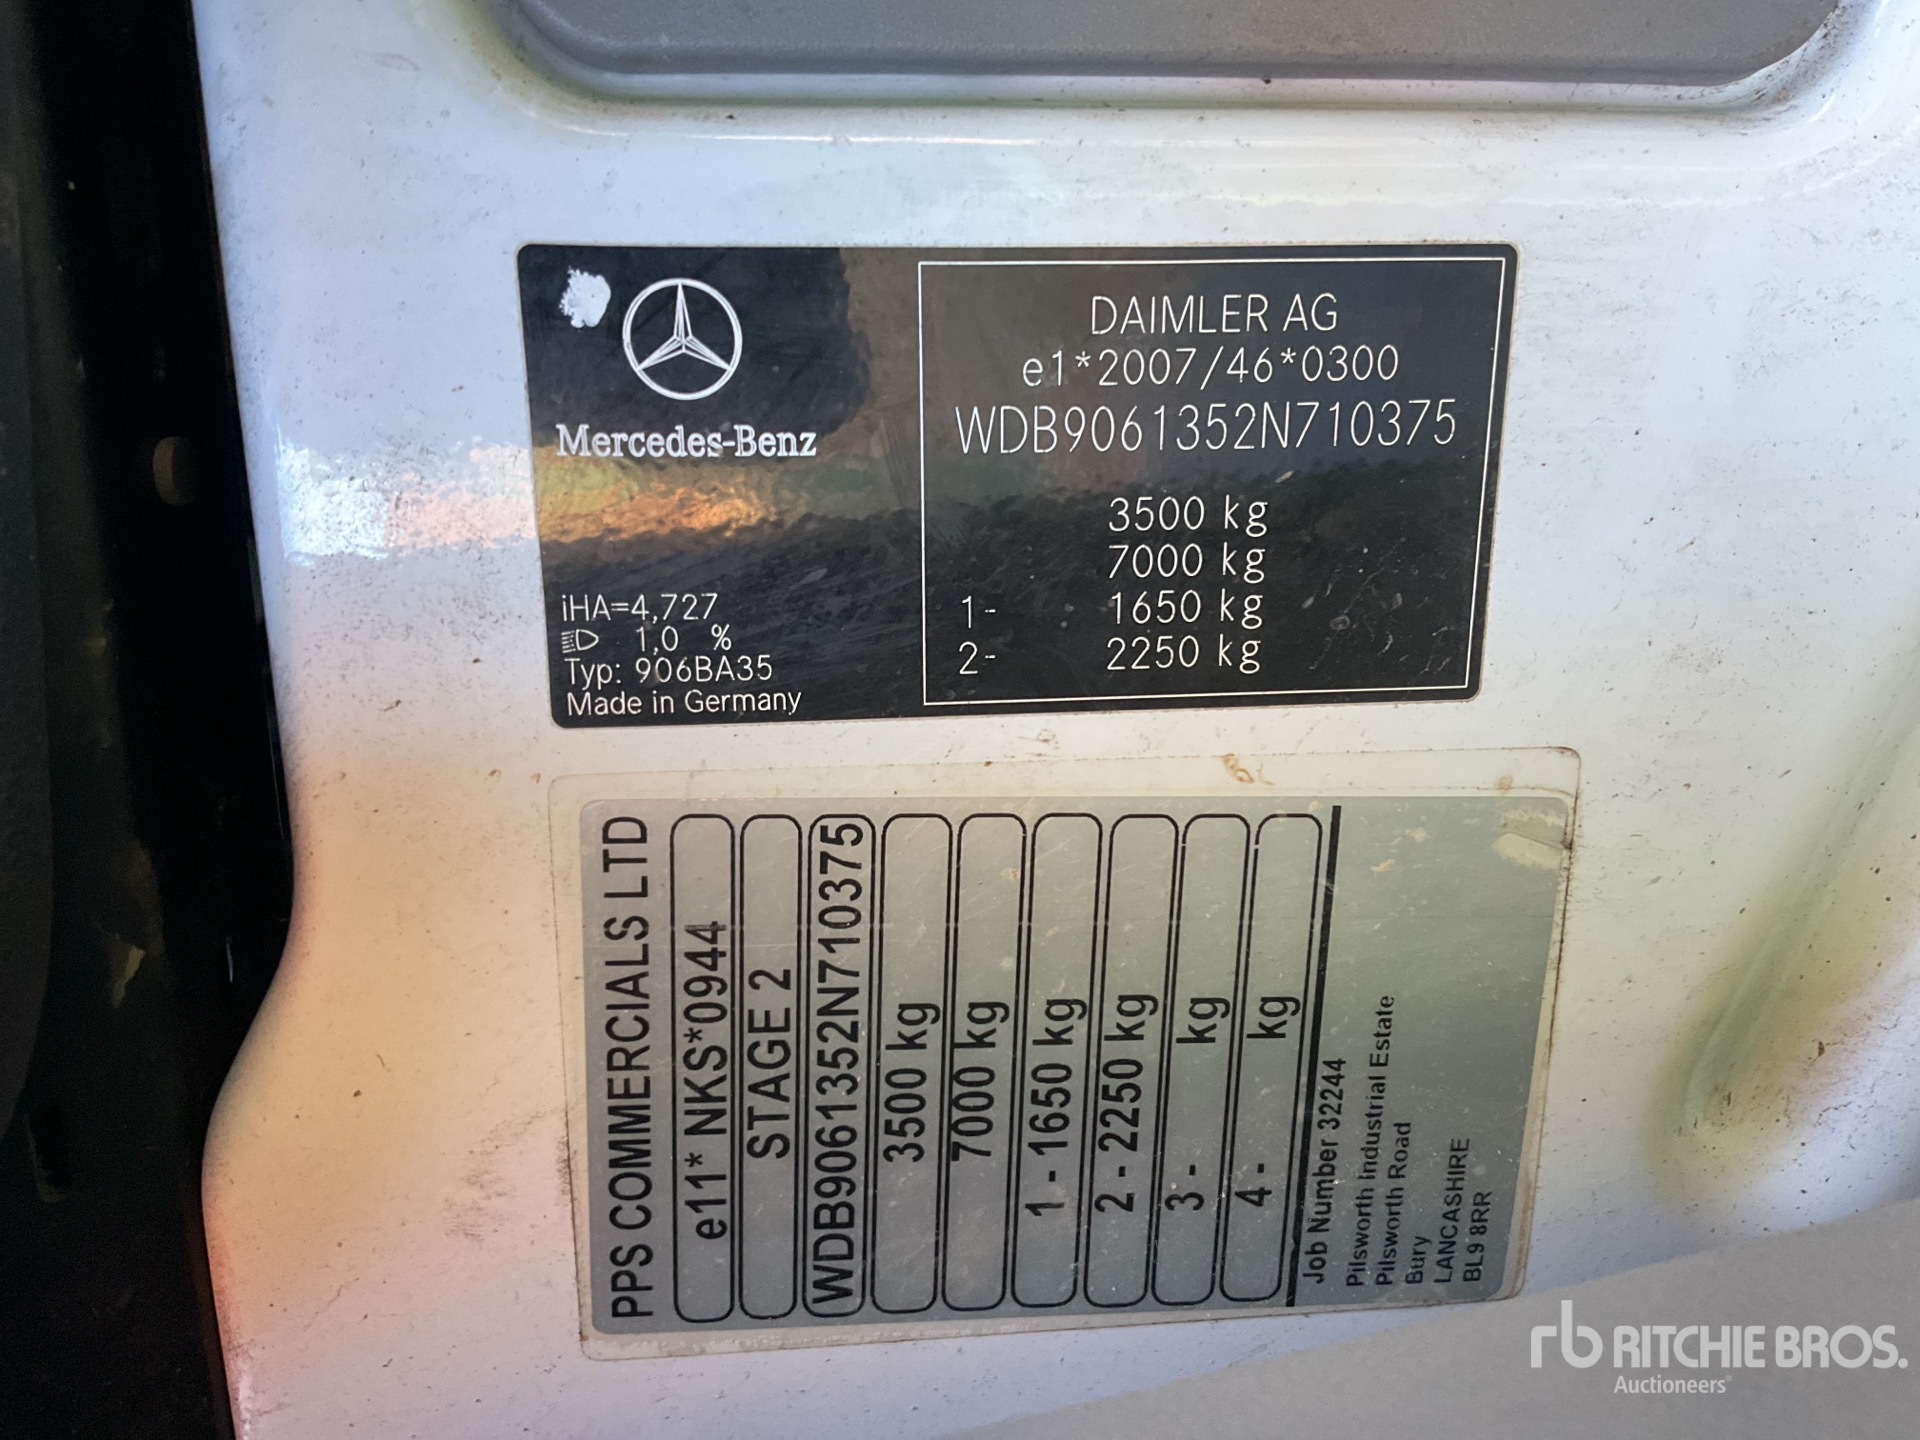 Mercedes-Benz
iHA=4,727
1,0 %
Typ: 906BA35
Made in Germany
DAIMLER AG
e1*2007/46*0300
WDB9061352N710375
3500 kg
7000 kg
1- 1650 kg
2- 2250 kg
PPS COMMERCIALS LTD
e11* NKS*0944
STAGE 2
WDB9061352N710375
3500 kg
7000 kg
1 - 1650 kg
2 - 2250 kg
3 - kg
4 - kg
Job Number 32244
Pilsworth Industrial Estate
Pilsworth Road
Bury
LANCASHIRE
BL9 8RR
rb RITCHIE BROS.
Auctioneers